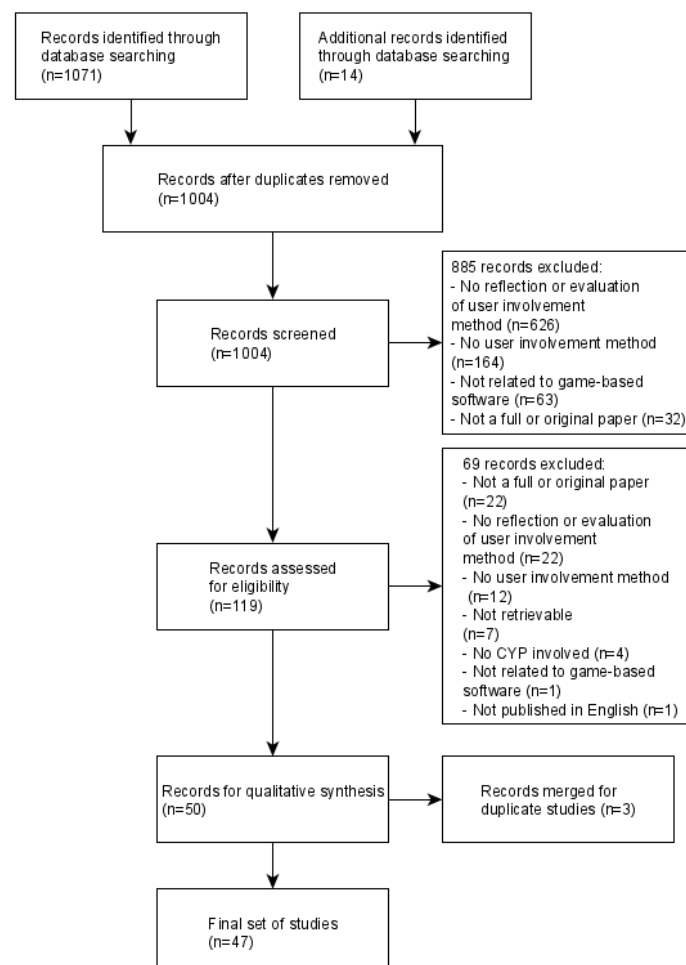 Records identified through
database searching
(n=1071)
Additional records identified
through database searching
(n=14)
Records after duplicates removed
(n=1004)
Records screened
(n=1004)
885 records excluded:
- No reflection or evaluation
of user involvement
method (n=626)
- No user involvement method
(n=164)
- Not related to game-based
software (n=63)
- Not a full or original paper (n=32)
Records assessed
for eligibility
(n=119)
69 records excluded:
- Not a full or original paper
(n=22)
- No reflection or evaluation
of user involvement
method (n=22)
- No user involvement method
(n=12)
- Not retrievable
(n=7)
- No CYP involved (n=4)
- Not related to game-based
software (n=1)
- Not published in English (n=1)
Records for qualitative synthesis
(n=50)
Records merged for
duplicate studies (n=3)
Final set of studies
(n=47)